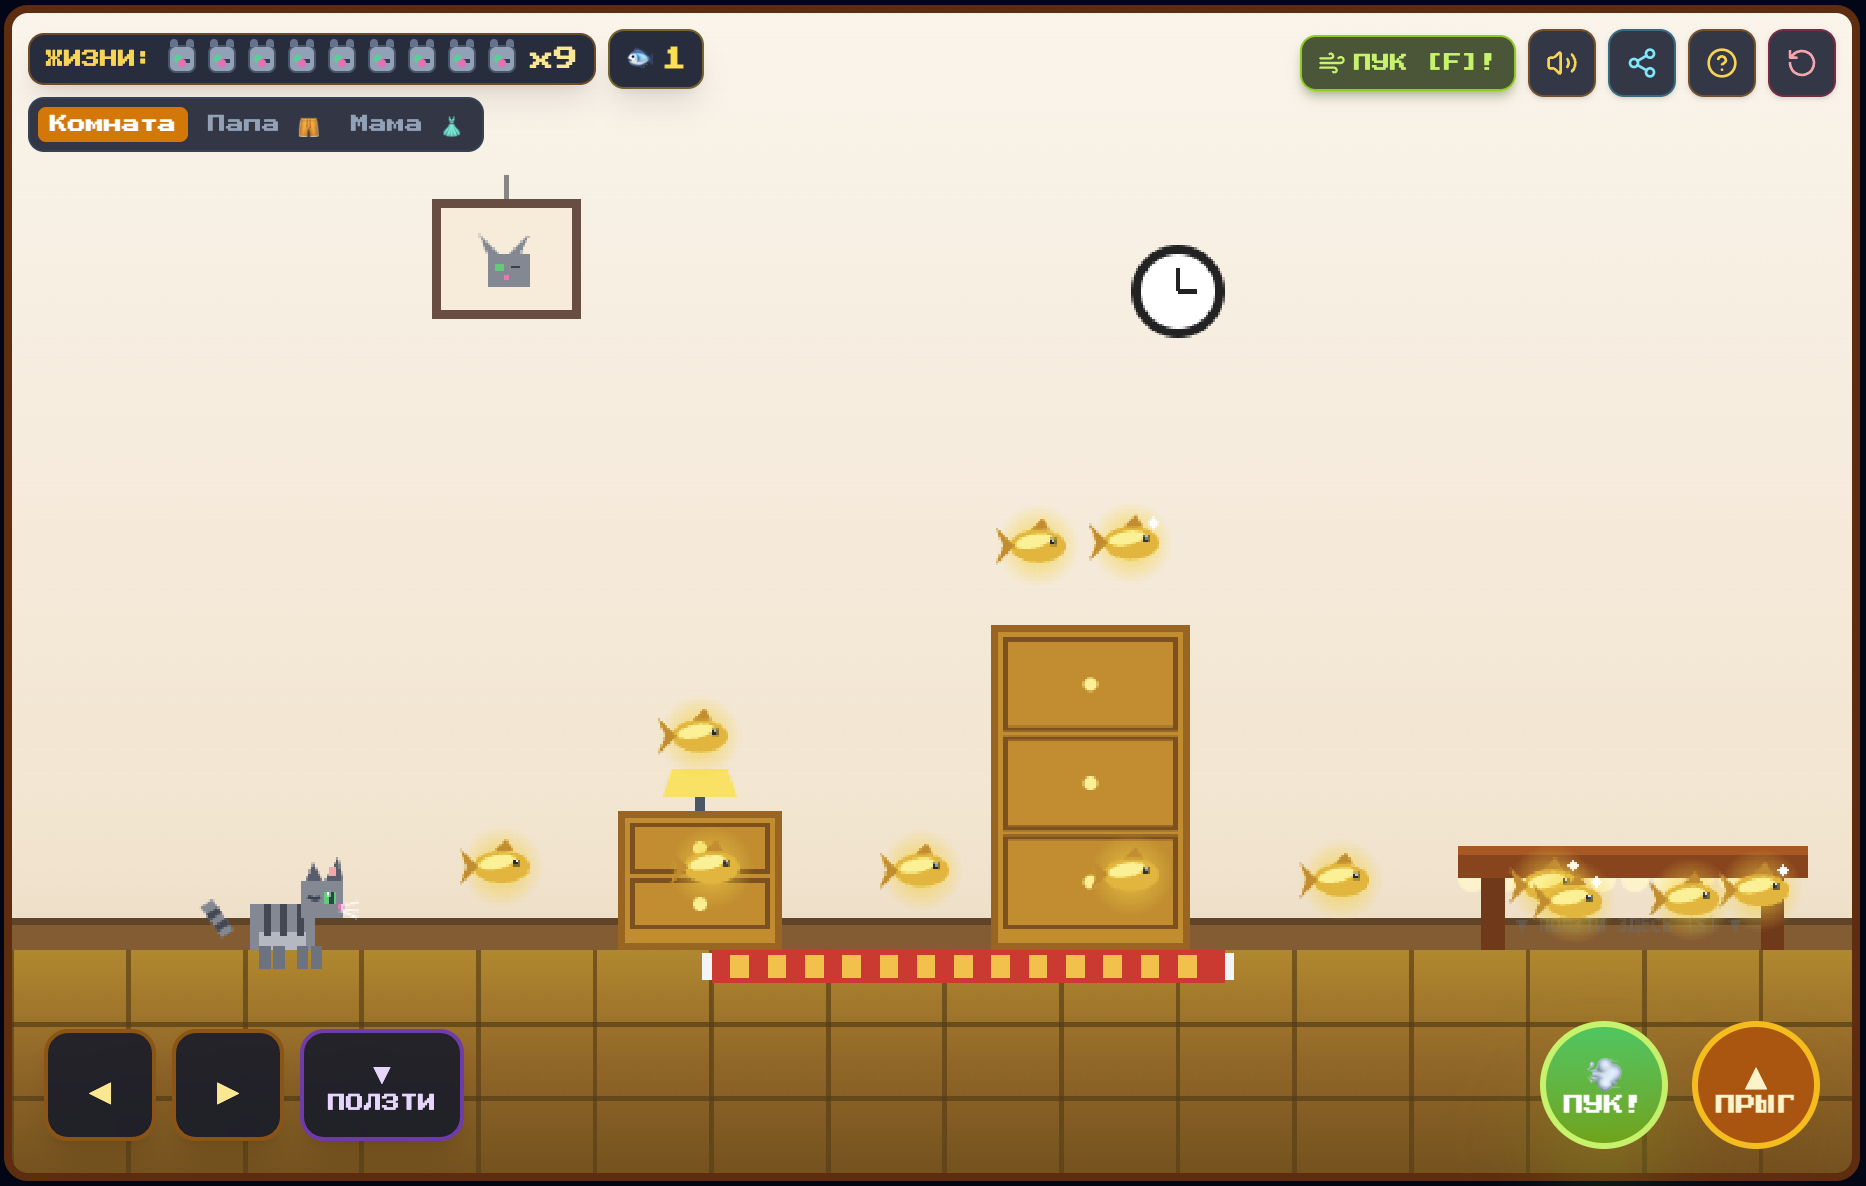 ЖИЗНИ: x9 1
ПУК [F]!
Комната Папа Мама
ПОЛЗТИ
ПУК!
ПРЫГ